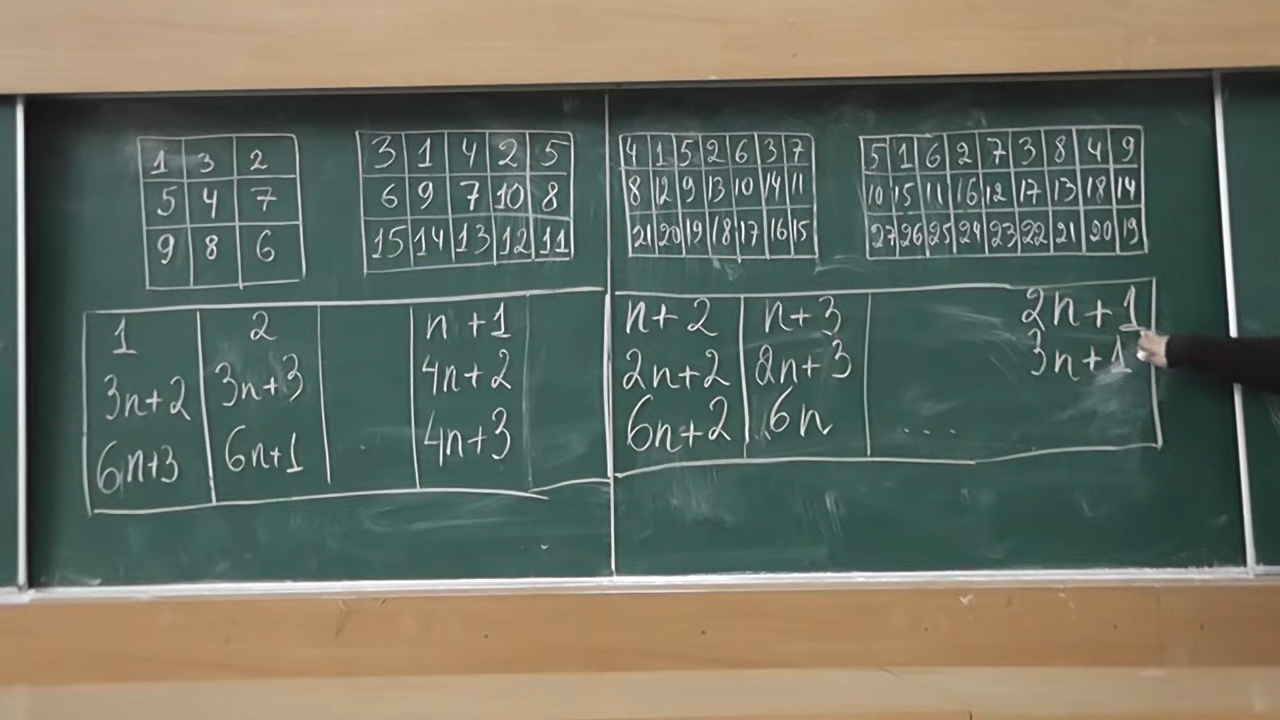 1 3 2
5 4 7
9 8 6
3 1 4 2 5
6 9 7 10 8
15 14 13 12 11
4 1 5 2 6 3 7
8 12 9 13 10 14 11
21 20 19 18 17 16 15
5 1 6 2 7 3 8 4 9
10 15 11 16 12 17 13 18 14
27 26 25 24 23 22 21 20 19
1 2 n+1 n+2 n+3 2n+1
3n+2 3n+3 4n+2 2n+2 2n+3 3n+1
6n+3 6n+1 . 4n+3 6n+2 6n ...